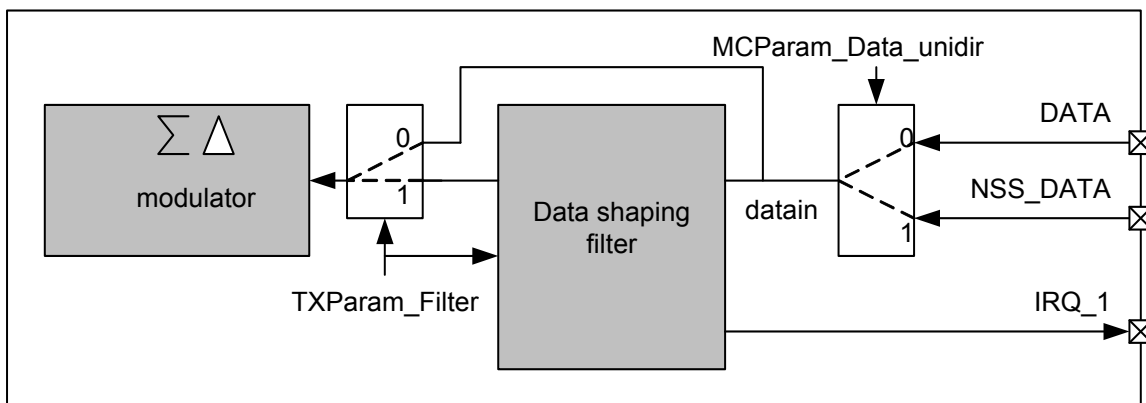 MCParam_Data_unidir
DATA
NSS_DATA
IRQ_1
0
1
datain
Data shaping
filter
0
1
TXParam_Filter
Σ Δ
modulator